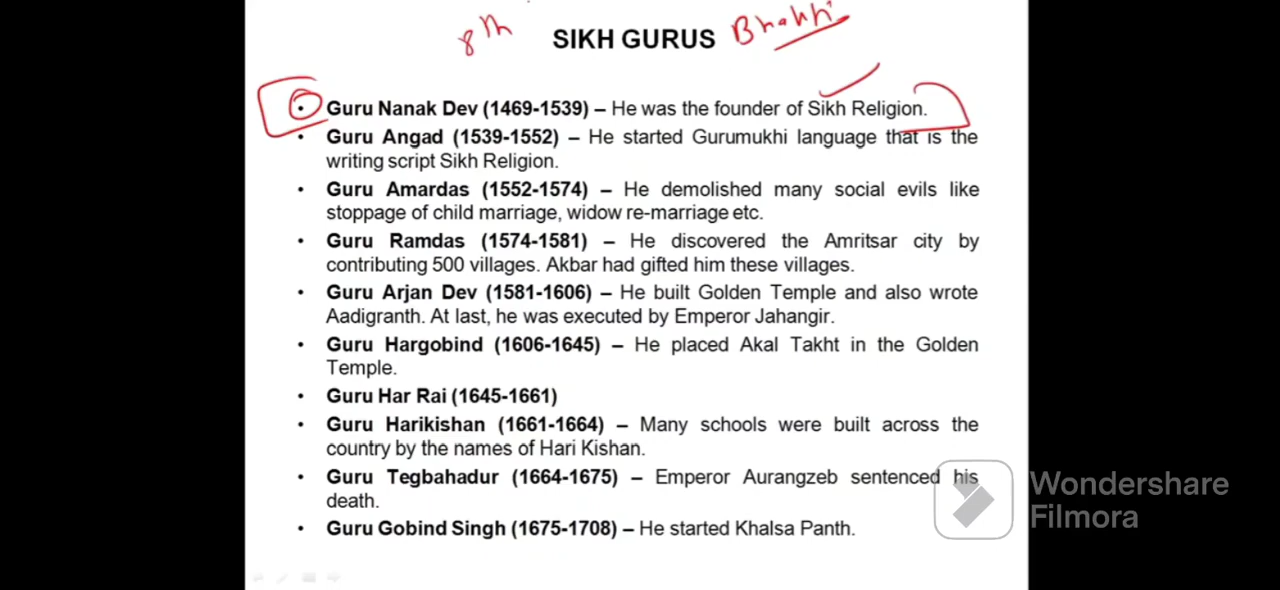 8th SIKH GURUS Bhakti
• Guru Nanak Dev (1469-1539) – He was the founder of Sikh Religion.
• Guru Angad (1539-1552) – He started Gurumukhi language that is the
writing script Sikh Religion.
• Guru Amardas (1552-1574) – He demolished many social evils like
stoppage of child marriage, widow re-marriage etc.
• Guru Ramdas (1574-1581) – He discovered the Amritsar city by
contributing 500 villages. Akbar had gifted him these villages.
• Guru Arjan Dev (1581-1606) – He built Golden Temple and also wrote
Aadigranth. At last, he was executed by Emperor Jahangir.
• Guru Hargobind (1606-1645) – He placed Akal Takht in the Golden
Temple.
• Guru Har Rai (1645-1661)
• Guru Harikishan (1661-1664) – Many schools were built across the
country by the names of Hari Kishan.
• Guru Tegbahadur (1664-1675) – Emperor Aurangzeb sentenced his
death.
• Guru Gobind Singh (1675-1708) – He started Khalsa Panth.
Wondershare
Filmora